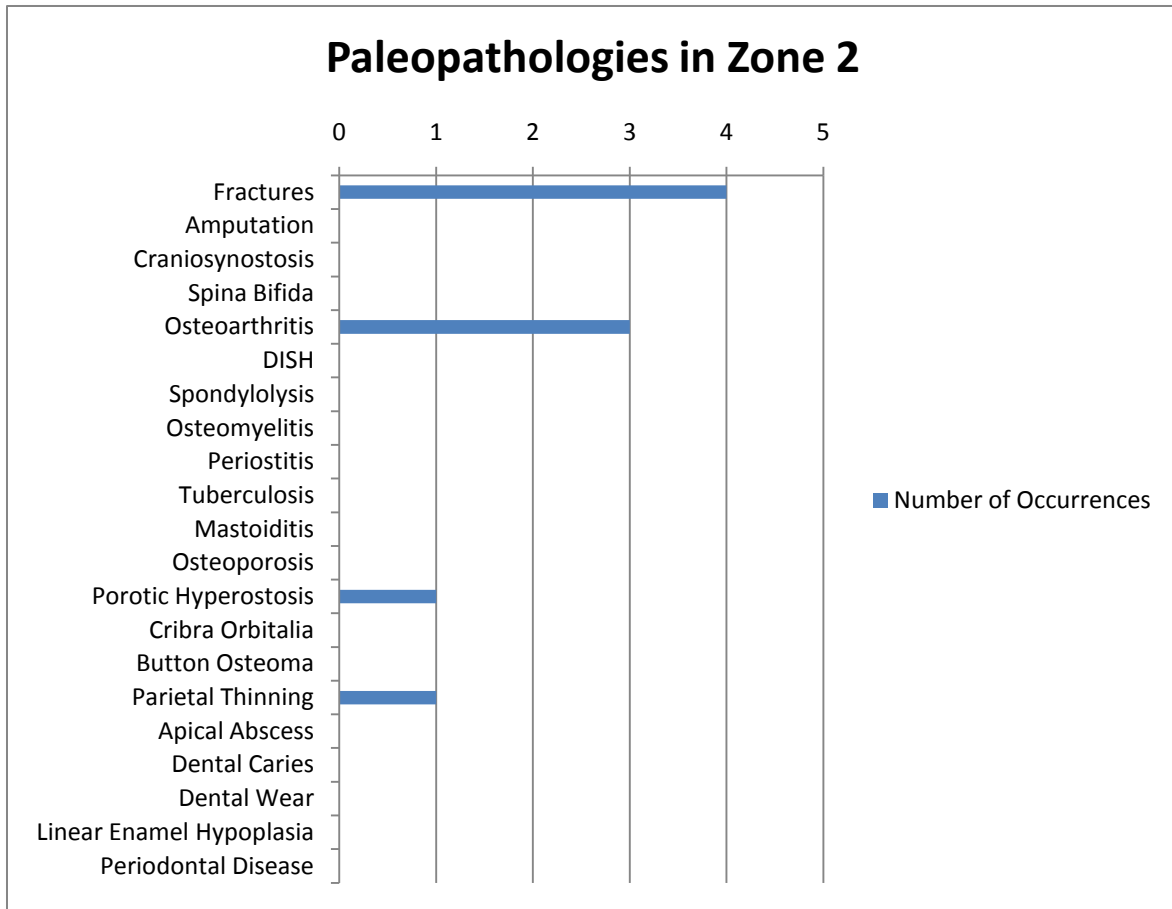 Paleopathologies in Zone 2
0 1 2 3 4 5
Fractures
Amputation
Craniosynostosis
Spina Bifida
Osteoarthritis
DISH
Spondylolysis
Osteomyelitis
Periostitis
Tuberculosis
Mastoiditis
Osteoporosis
Porotic Hyperostosis
Cribra Orbitalia
Button Osteoma
Parietal Thinning
Apical Abscess
Dental Caries
Dental Wear
Linear Enamel Hypoplasia
Periodontal Disease
Number of Occurrences